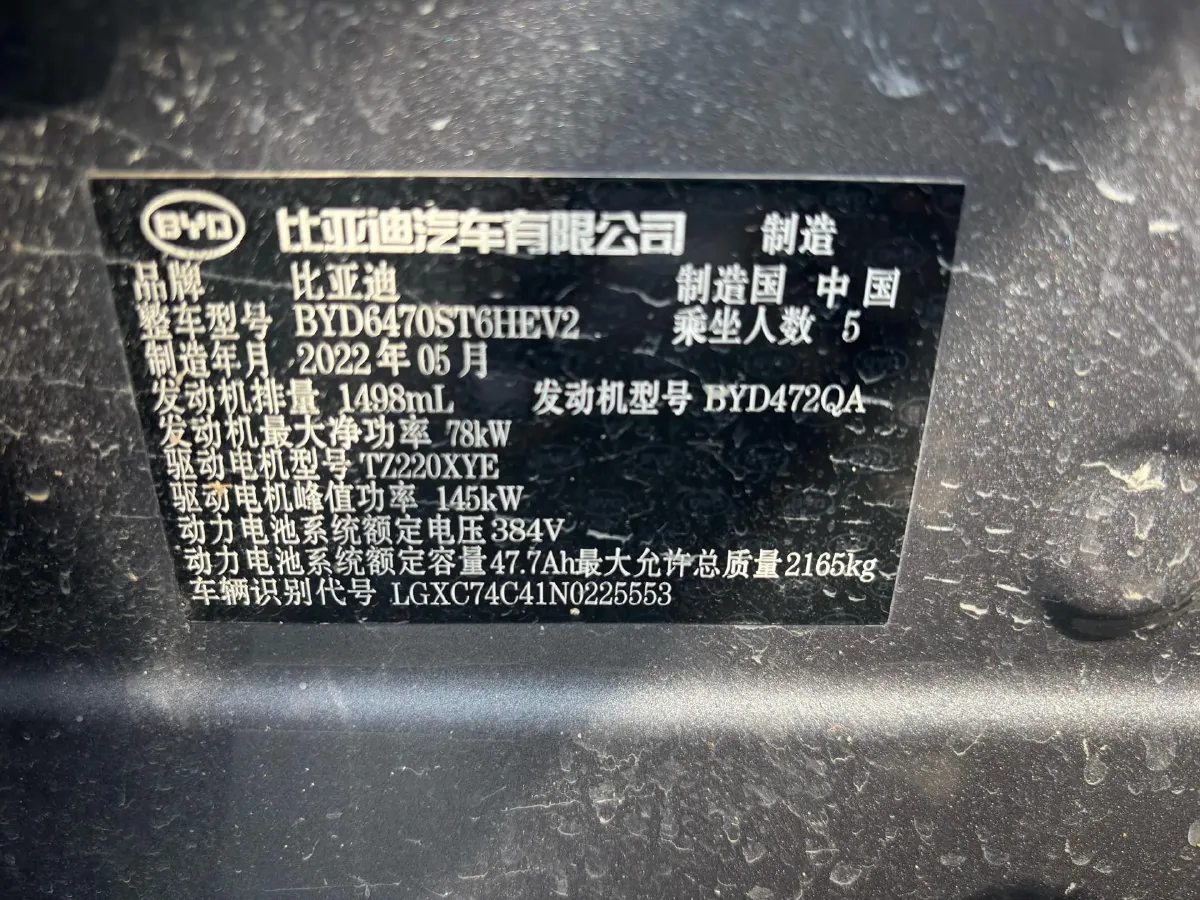 BYD 比亚迪汽车有限公司 制造
品牌 比亚迪 制造国 中国
整车型号 BYD6470ST6HEV2 乘坐人数 5
制造年月 2022年05月
发动机排量 1498mL 发动机型号 BYD472QA
发动机最大净功率 78kW
驱动电机型号 TZ220XYE
驱动电机峰值功率 145kW
动力电池系统额定电压 384V
动力电池系统额定容量 47.7Ah 最大允许总质量 2165kg
车辆识别代号 LGXC74C41N0225553